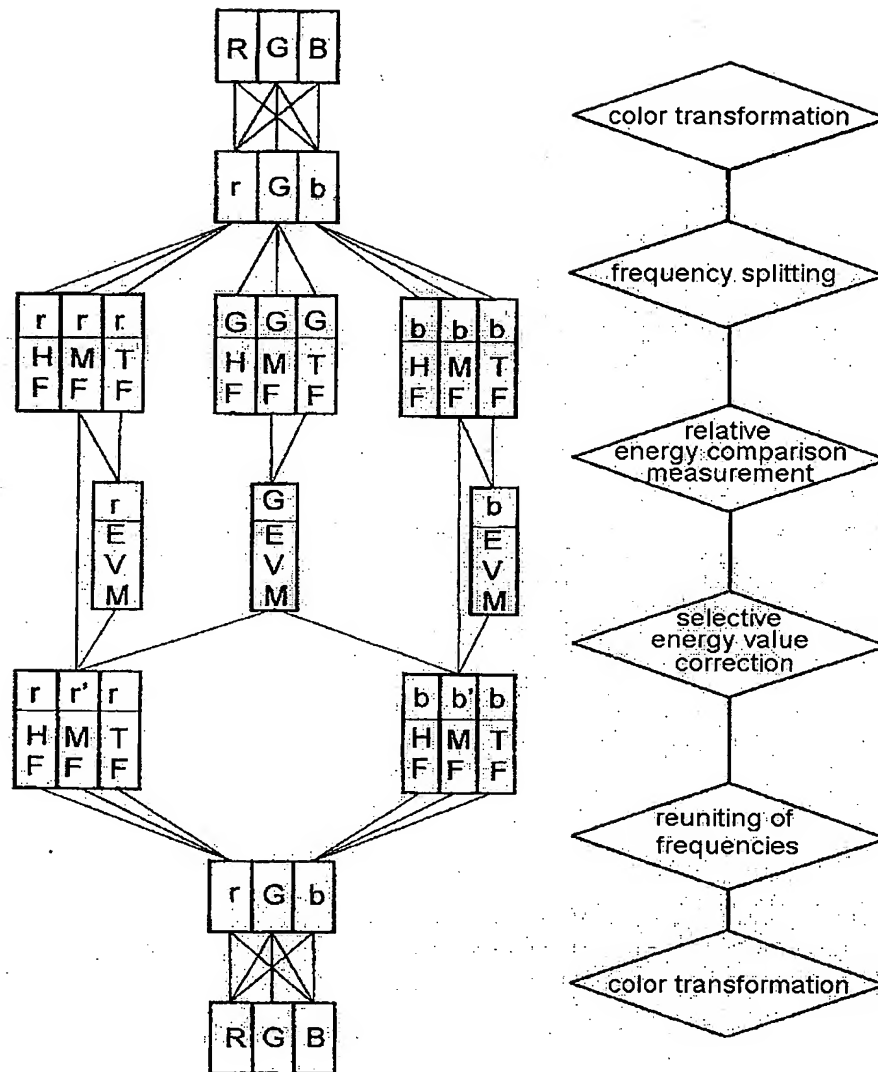 R G B
color transformation
r G b
frequency splitting
r r r G G G b b b
H M T H M T H M T
F F F F F F F F F
relative
energy comparison
measurement
r G b
E E E
V V V
M M M
selective
energy value
correction
r r' r b b' b
H M T H M T
F F F F F F
reuniting of
frequencies
r G b
color transformation
R G B